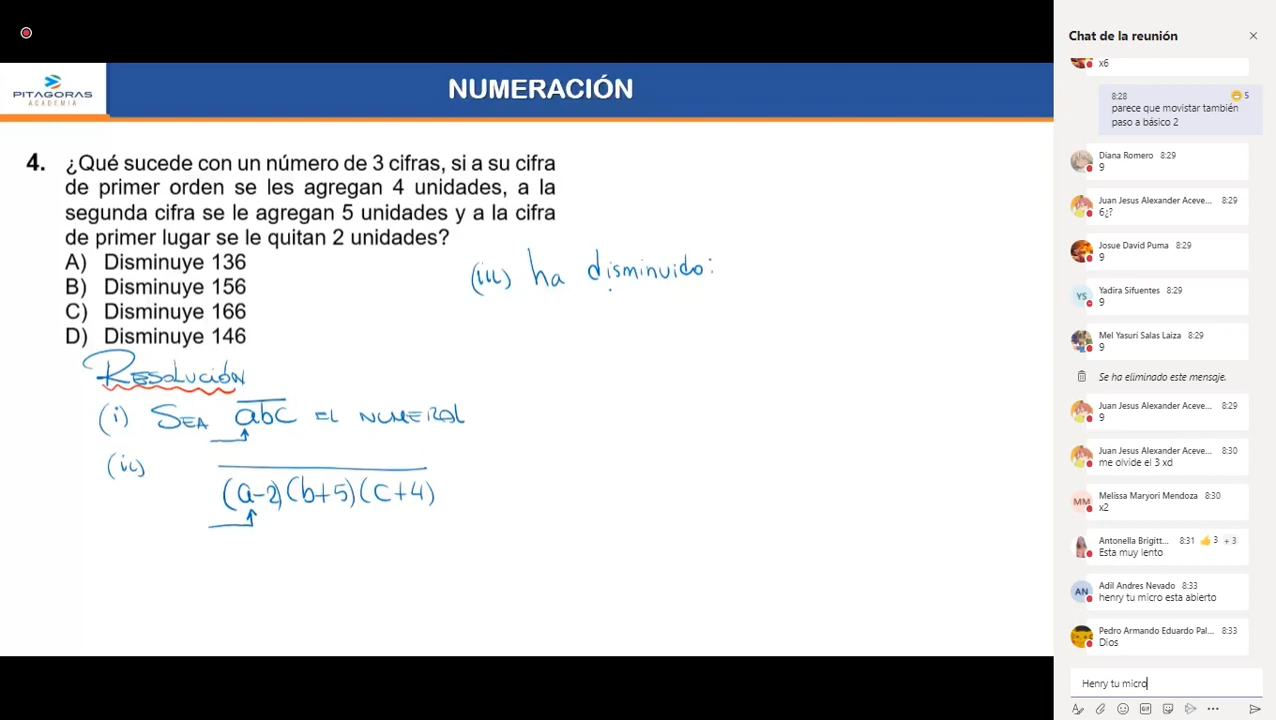 PITAGORAS
ACADEMIA
NUMERACIÓN
4. ¿Qué sucede con un número de 3 cifras, si a su cifra
de primer orden se les agregan 4 unidades, a la
segunda cifra se le agregan 5 unidades y a la cifra
de primer lugar se le quitan 2 unidades?
A) Disminuye 136
B) Disminuye 156
C) Disminuye 166
D) Disminuye 146
RESOLUCIÓN
(i) SEA abc EL NUMERAL
(ii)
(a-2)(b+5)(c+4)
(iii) ha disminuido:
Chat de la reunión
x6
8:28
5
parece que movistar también
paso a básico 2
Diana Romero 8:29
9
Juan Jesus Alexander Aceve... 8:29
6¿?
Josue David Puma 8:29
9
YS
Yadira Sifuentes 8:29
9
Mel Yasuri Salas Laiza 8:29
9
Se ha eliminado este mensaje.
Juan Jesus Alexander Aceve... 8:29
9
Juan Jesus Alexander Aceve... 8:30
me olvide el 3 xd
MM
Melissa Maryori Mendoza 8:30
x2
Antonella Brigitt... 8:31 3 + 3
Esta muy lento
AN
Adil Andres Nevado 8:33
henry tu micro esta abierto
Pedro Armando Eduardo Pal... 8:33
Dios
Henry tu micro
GIF